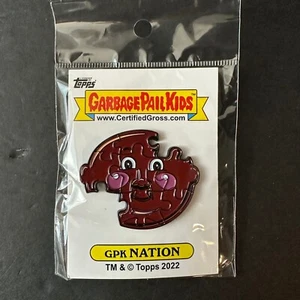 Topps
GARBAGE PAIL KIDS
www.CertifiedGross.com
GPK NATION
TM & © Topps 2022